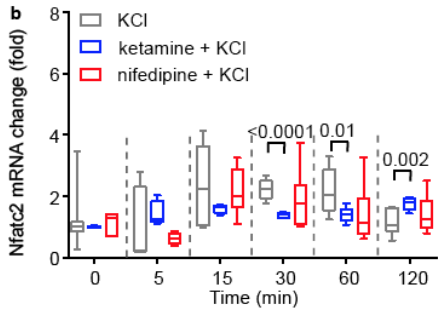 b
KCl
ketamine + KCl
nifedipine + KCl
Nfatc2 mRNA change (fold)
8
6
4
2
0
<0.0001 0.01
0.002
0 5 15 30 60 120
Time (min)